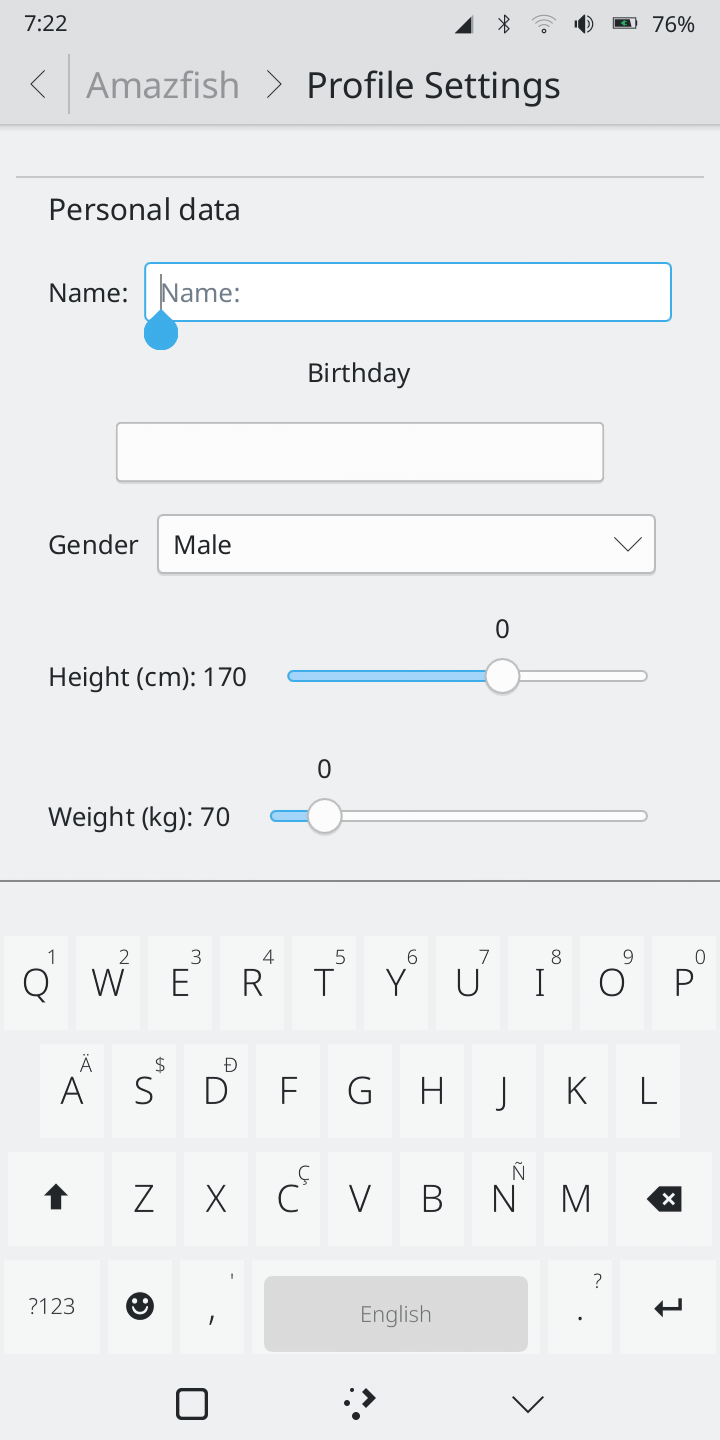 7:22 76%
Amazfish Profile Settings
Personal data
Name: Name:
Birthday
Gender Male
0
Height (cm): 170
0
Weight (kg): 70
1 2 3 4 5 6 7 8 9 0
Q W E R T Y U I O P
Ä $ Đ
A S D F G H J K L
Ç Ñ
Z X C V B N M
' ?
?123 , English .